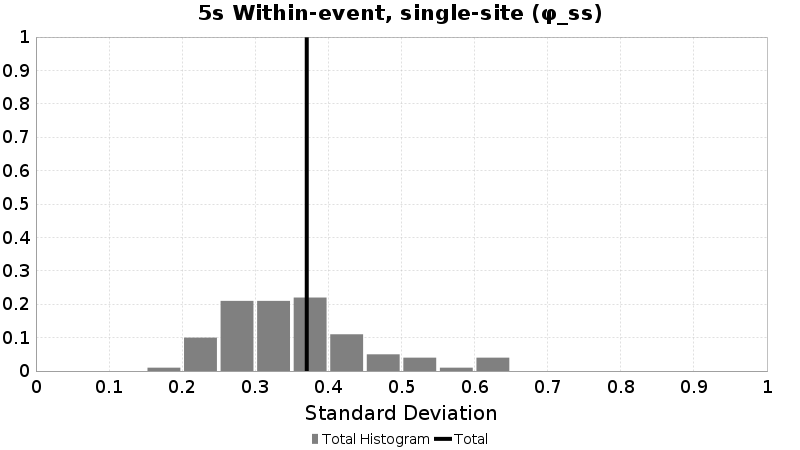 5s Within-event, single-site (φ_ss)
1
0.9
0.8
0.7
0.6
0.5
0.4
0.3
0.2
0.1
0
0 0.1 0.2 0.3 0.4 0.5 0.6 0.7 0.8 0.9 1
Standard Deviation
Total Histogram Total